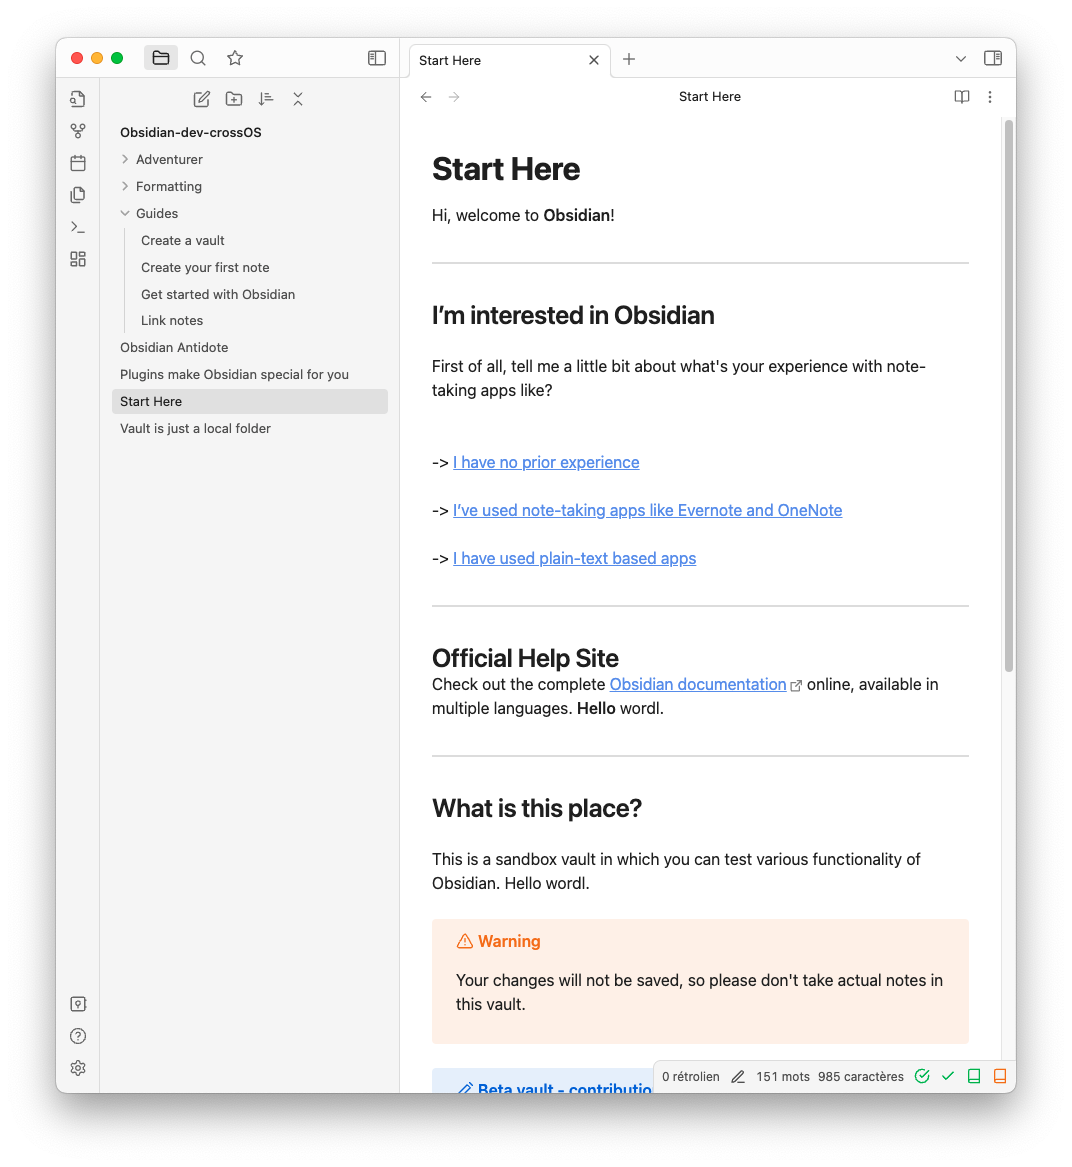 Start Here
Obsidian-dev-crossOS
Adventurer
Formatting
Guides
Create a vault
Create your first note
Get started with Obsidian
Link notes
Obsidian Antidote
Plugins make Obsidian special for you
Start Here
Vault is just a local folder
Start Here
Start Here
Hi, welcome to Obsidian!
I’m interested in Obsidian
First of all, tell me a little bit about what's your experience with note-
taking apps like?
-> I have no prior experience
-> I’ve used note-taking apps like Evernote and OneNote
-> I have used plain-text based apps
Official Help Site
Check out the complete Obsidian documentation online, available in
multiple languages. Hello wordl.
What is this place?
This is a sandbox vault in which you can test various functionality of
Obsidian. Hello wordl.
Warning
Your changes will not be saved, so please don't take actual notes in
this vault.
Beta vault - contributio
0 rétrolien 151 mots 985 caractères